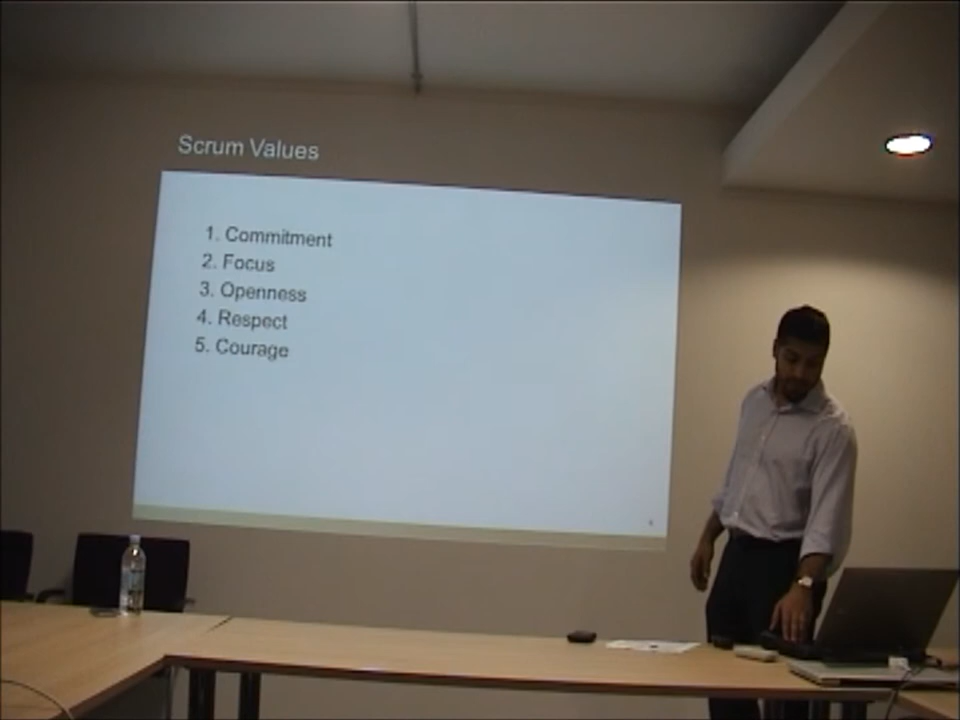 Scrum Values
1. Commitment
2. Focus
3. Openness
4. Respect
5. Courage